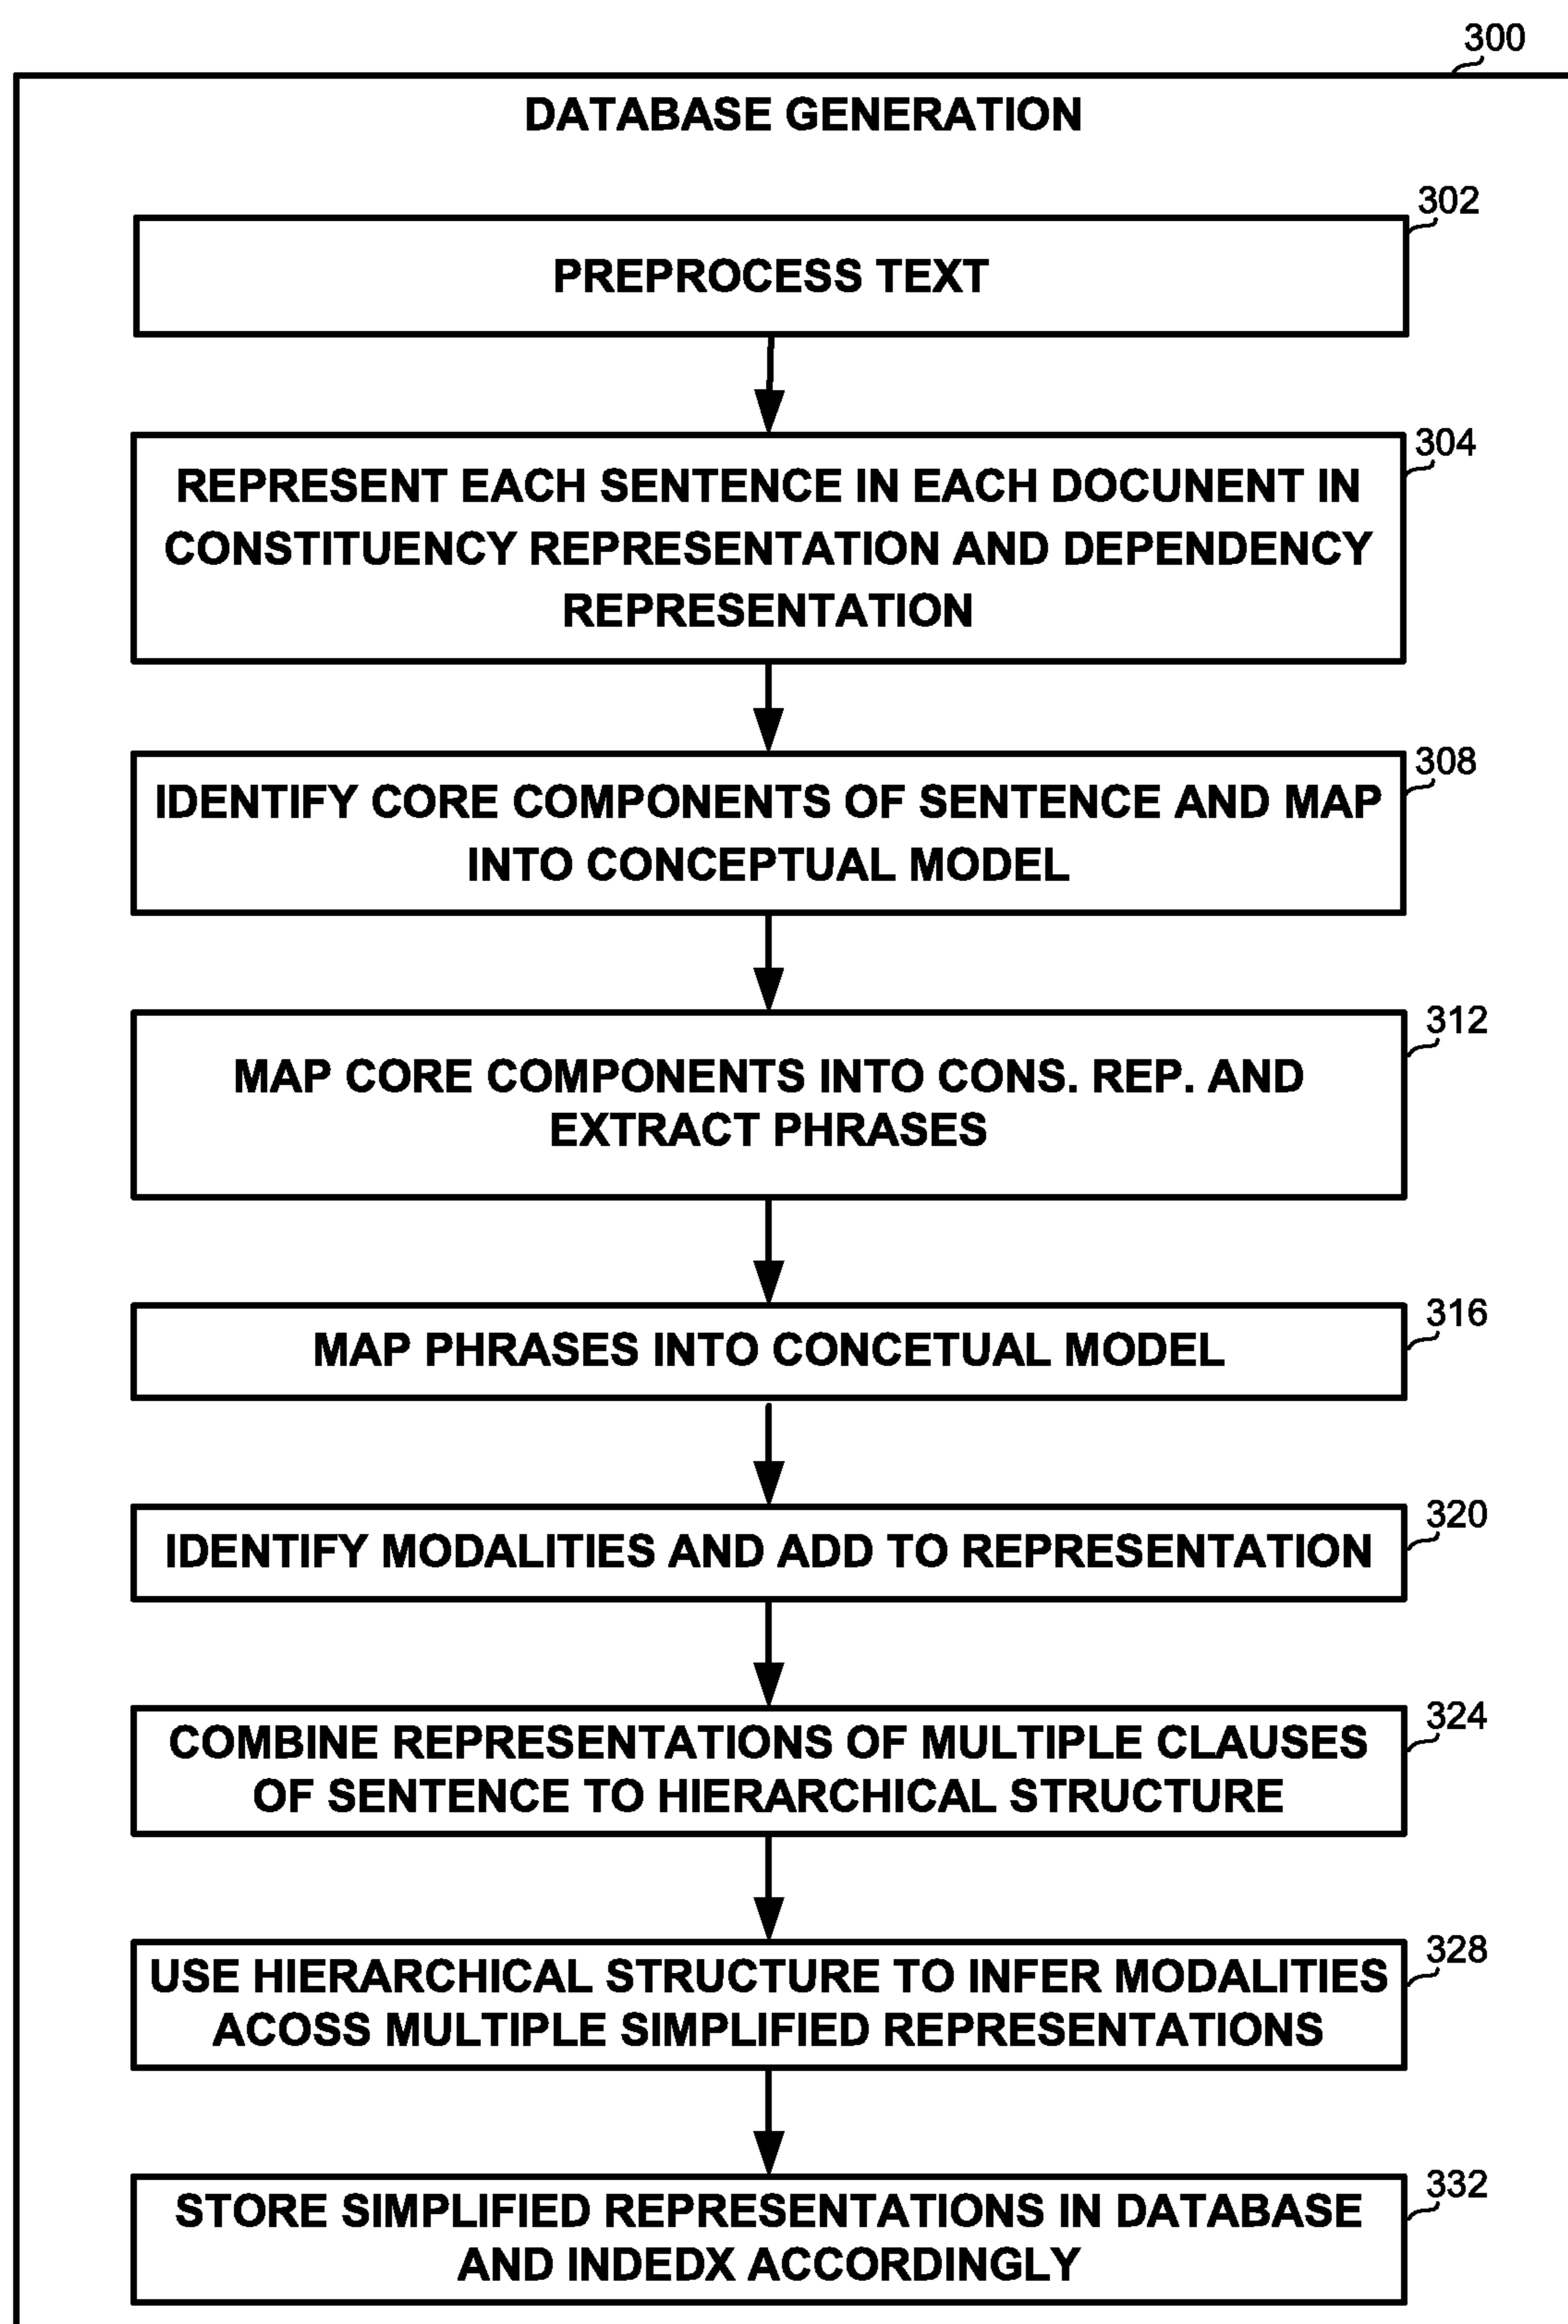 300
DATABASE GENERATION
302
PREPROCESS TEXT
304
REPRESENT EACH SENTENCE IN EACH DOCUNENT IN
CONSTITUENCY REPRESENTATION AND DEPENDENCY
REPRESENTATION
308
IDENTIFY CORE COMPONENTS OF SENTENCE AND MAP
INTO CONCEPTUAL MODEL
312
MAP CORE COMPONENTS INTO CONS. REP. AND
EXTRACT PHRASES
316
MAP PHRASES INTO CONCETUAL MODEL
320
IDENTIFY MODALITIES AND ADD TO REPRESENTATION
324
COMBINE REPRESENTATIONS OF MULTIPLE CLAUSES
OF SENTENCE TO HIERARCHICAL STRUCTURE
328
USE HIERARCHICAL STRUCTURE TO INFER MODALITIES
ACOSS MULTIPLE SIMPLIFIED REPRESENTATIONS
332
STORE SIMPLIFIED REPRESENTATIONS IN DATABASE
AND INDEDX ACCORDINGLY